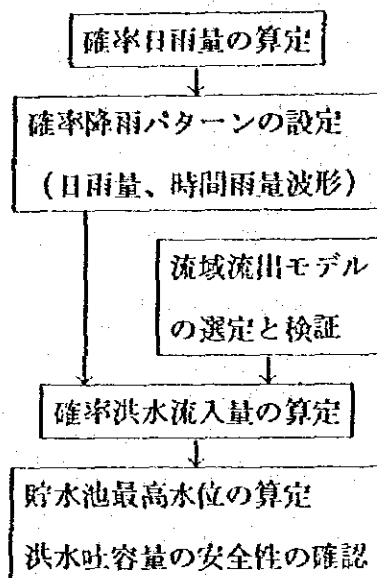 確率日雨量の算定
確率降雨パターンの設定
（日雨量、時間雨量波形）
流域流出モデル
の選定と検証
確率洪水流入量の算定
貯水池最高水位の算定
洪水吐容量の安全性の確認